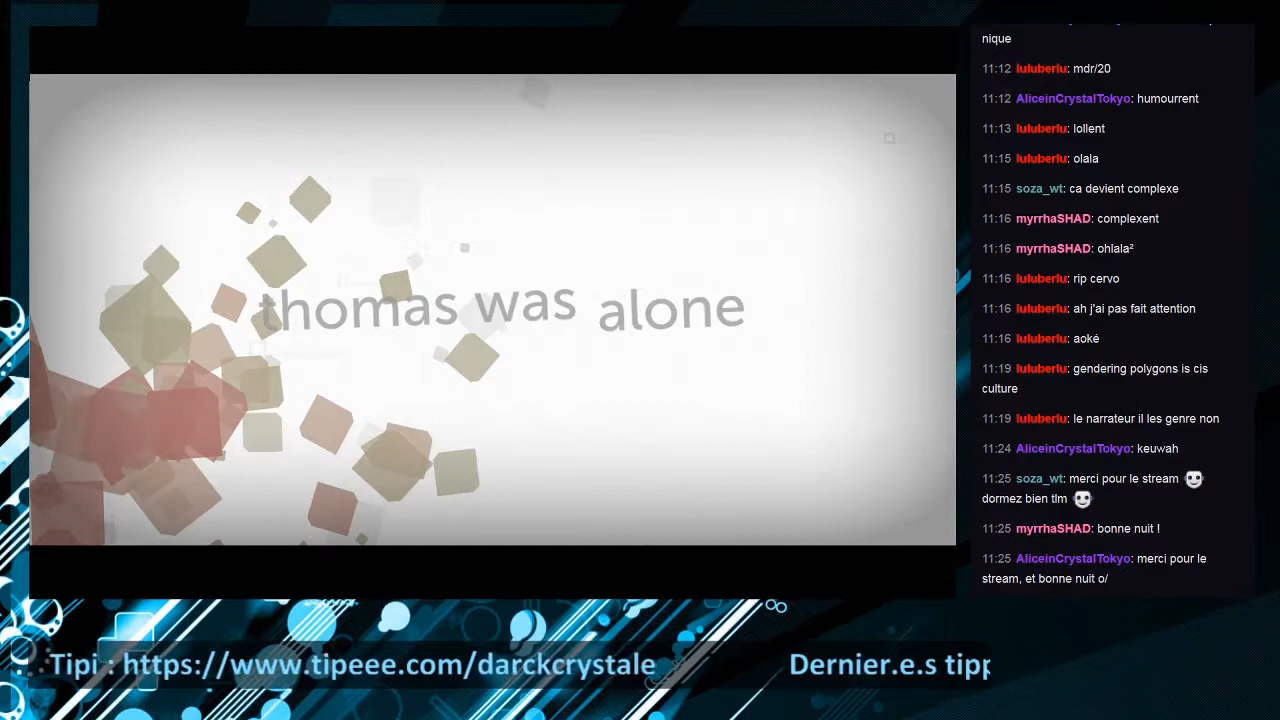 thomas was alone
nique
11:12 luluberlu: mdr/20
11:12 AliceinCrystalTokyo: humourrent
11:13 luluberlu: lollent
11:15 luluberlu: olala
11:15 soza_wt: ca devient complexe
11:16 myrrhaSHAD: complexent
11:16 myrrhaSHAD: ohlala²
11:16 luluberlu: rip cervo
11:16 luluberlu: ah j'ai pas fait attention
11:16 luluberlu: aoké
11:19 luluberlu: gendering polygons is cis
culture
11:19 luluberlu: le narrateur il les genre non
11:24 AliceinCrystalTokyo: keuwah
11:25 soza_wt: merci pour le stream
dormez bien tlm
11:25 myrrhaSHAD: bonne nuit !
11:25 AliceinCrystalTokyo: merci pour le
stream, et bonne nuit o/
Tipi : https://www.tipeee.com/darckcrystale Dernier.e.s tipp